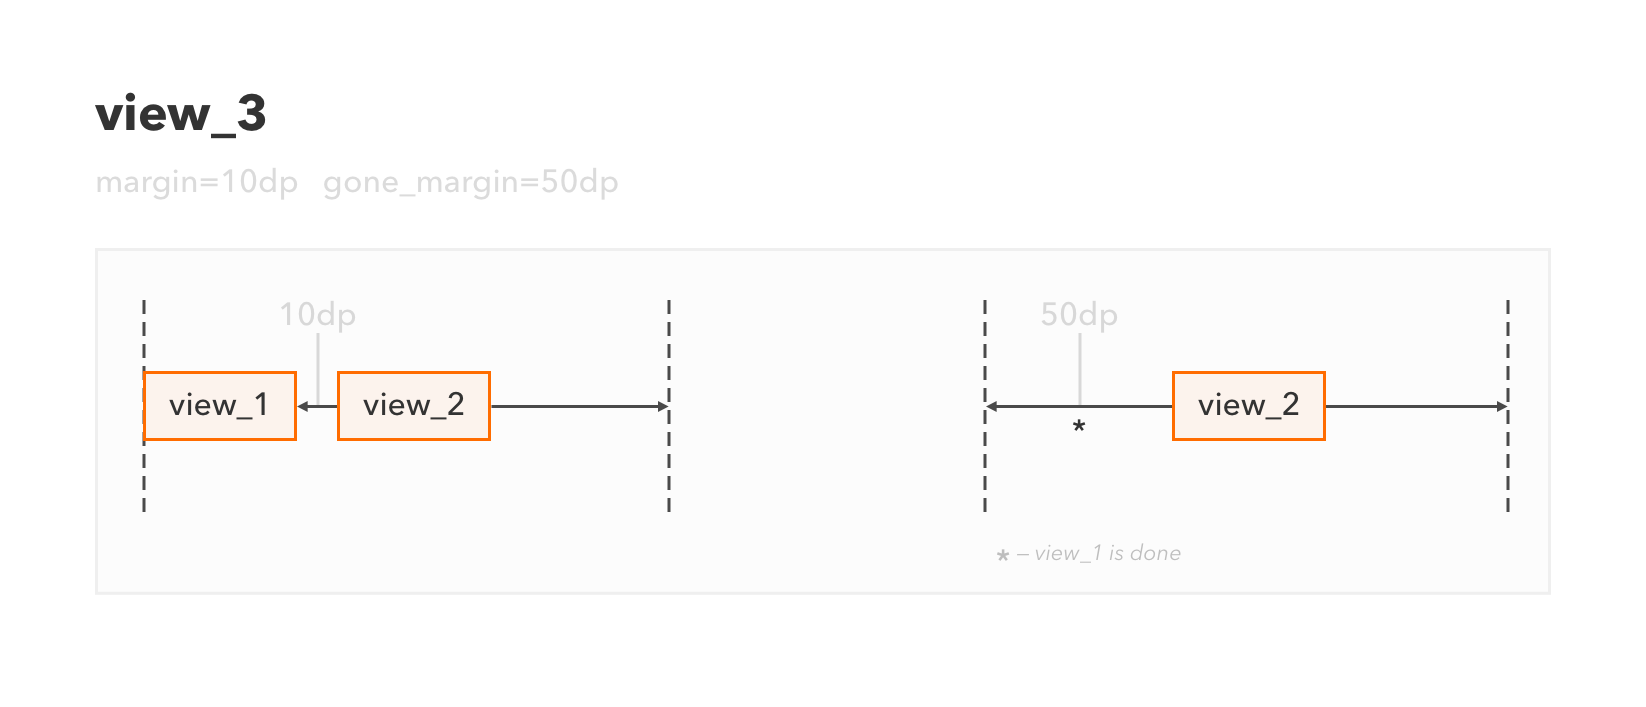 view_3
margin=10dp gone_margin=50dp
10dp 50dp
view_1 view_2 view_2
*
* – view_1 is done